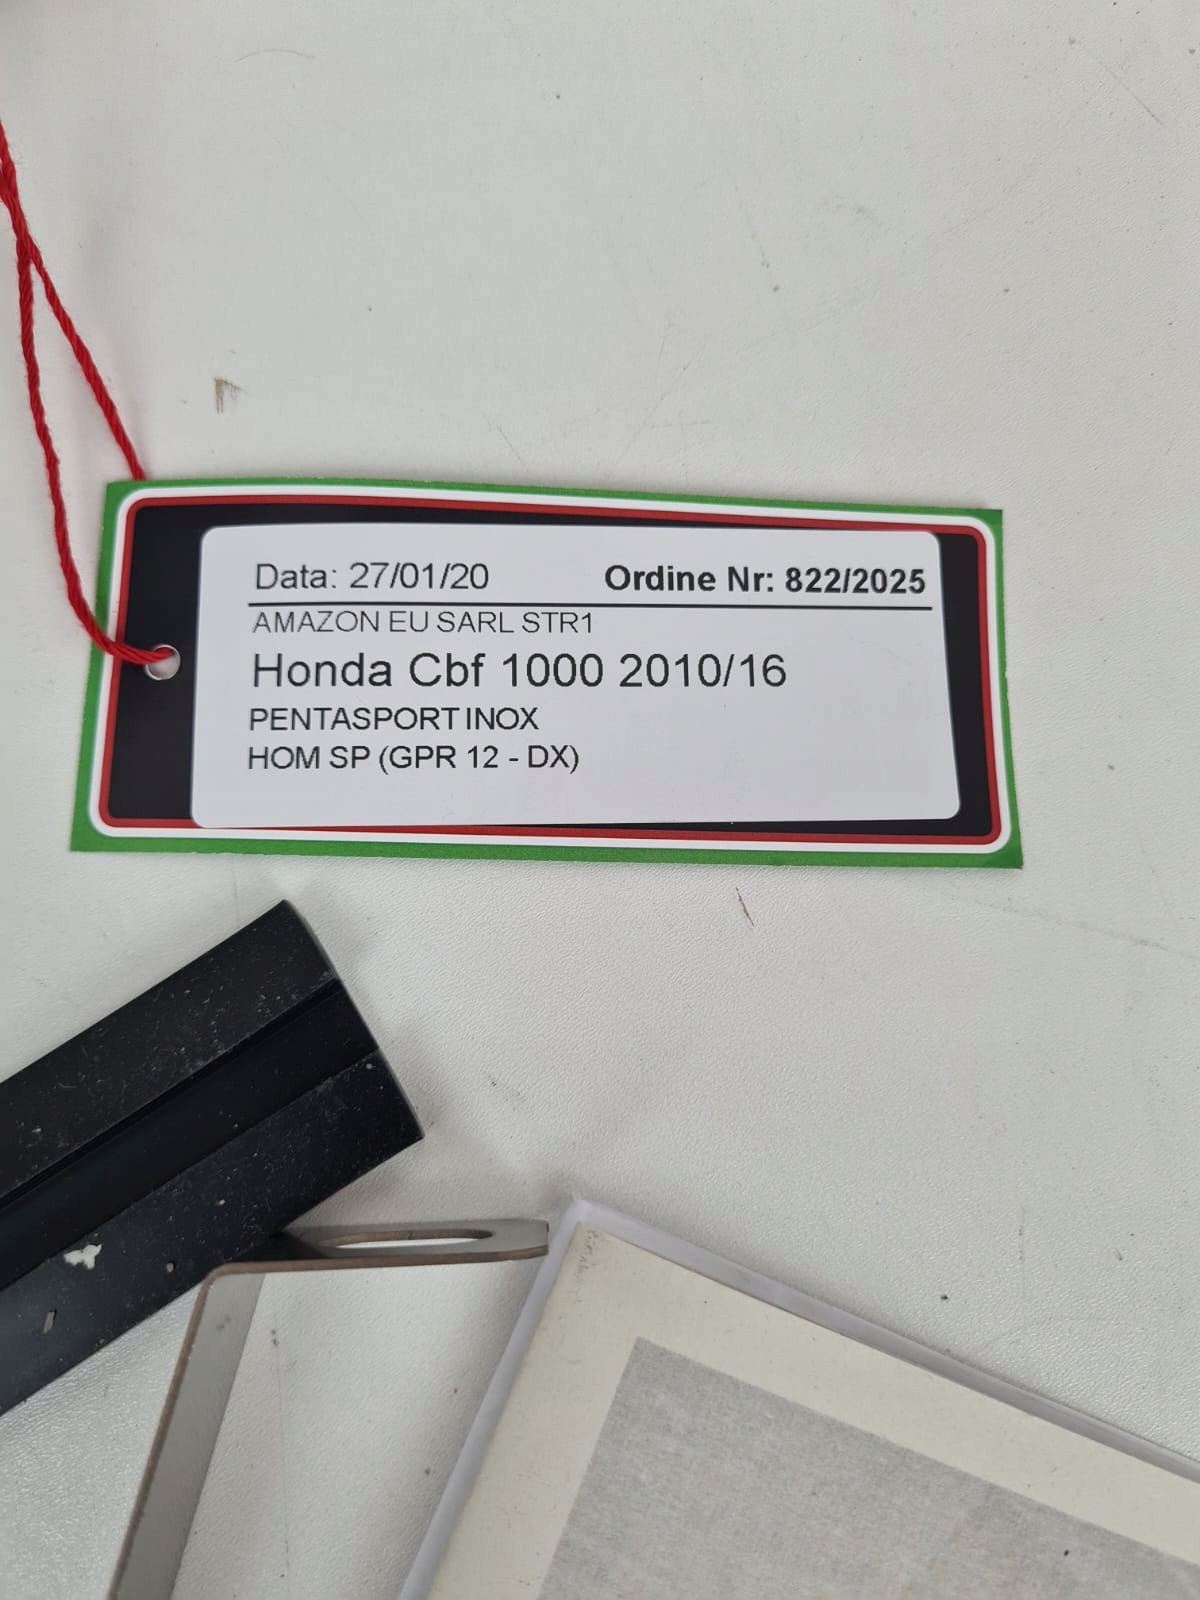 Data: 27/01/20 Ordine Nr: 822/2025
AMAZON EU SARL STR1
Honda Cbf 1000 2010/16
PENTASPORT INOX
HOM SP (GPR 12 - DX)